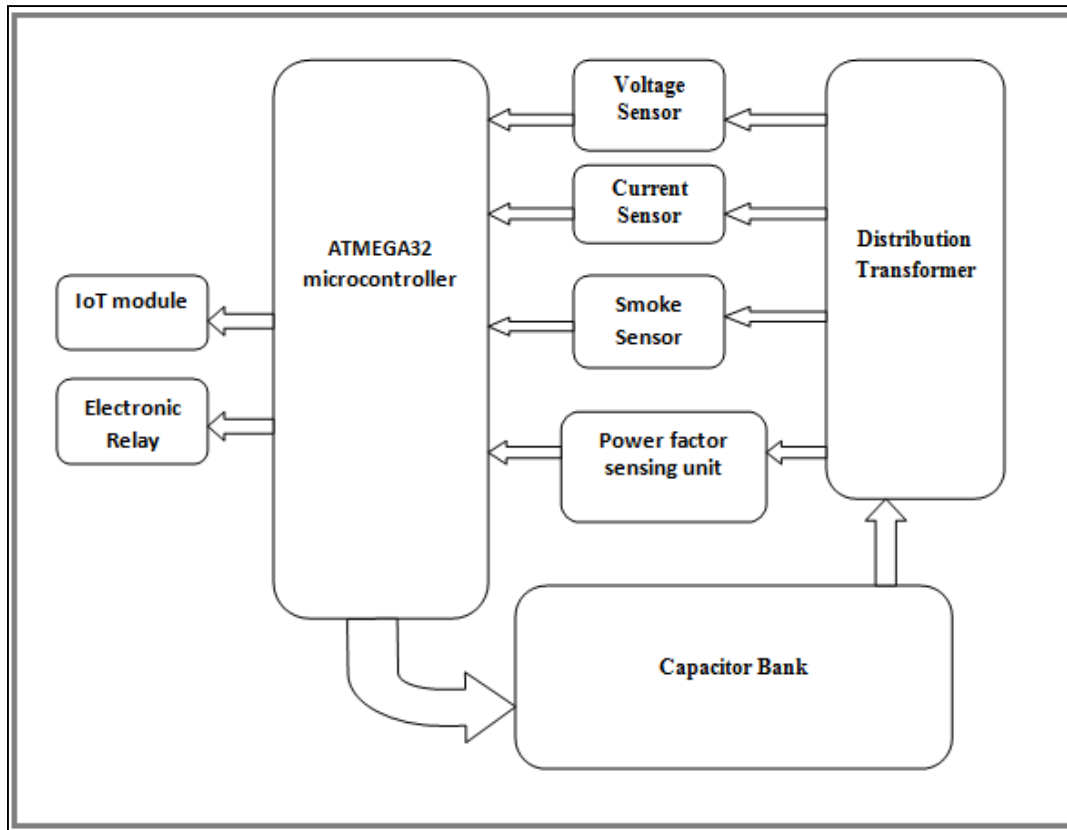 Voltage
Sensor
Current
Sensor
ATMEGA32
microcontroller
Distribution
Transformer
IoT module
Smoke
Sensor
Electronic
Relay
Power factor
sensing unit
Capacitor Bank